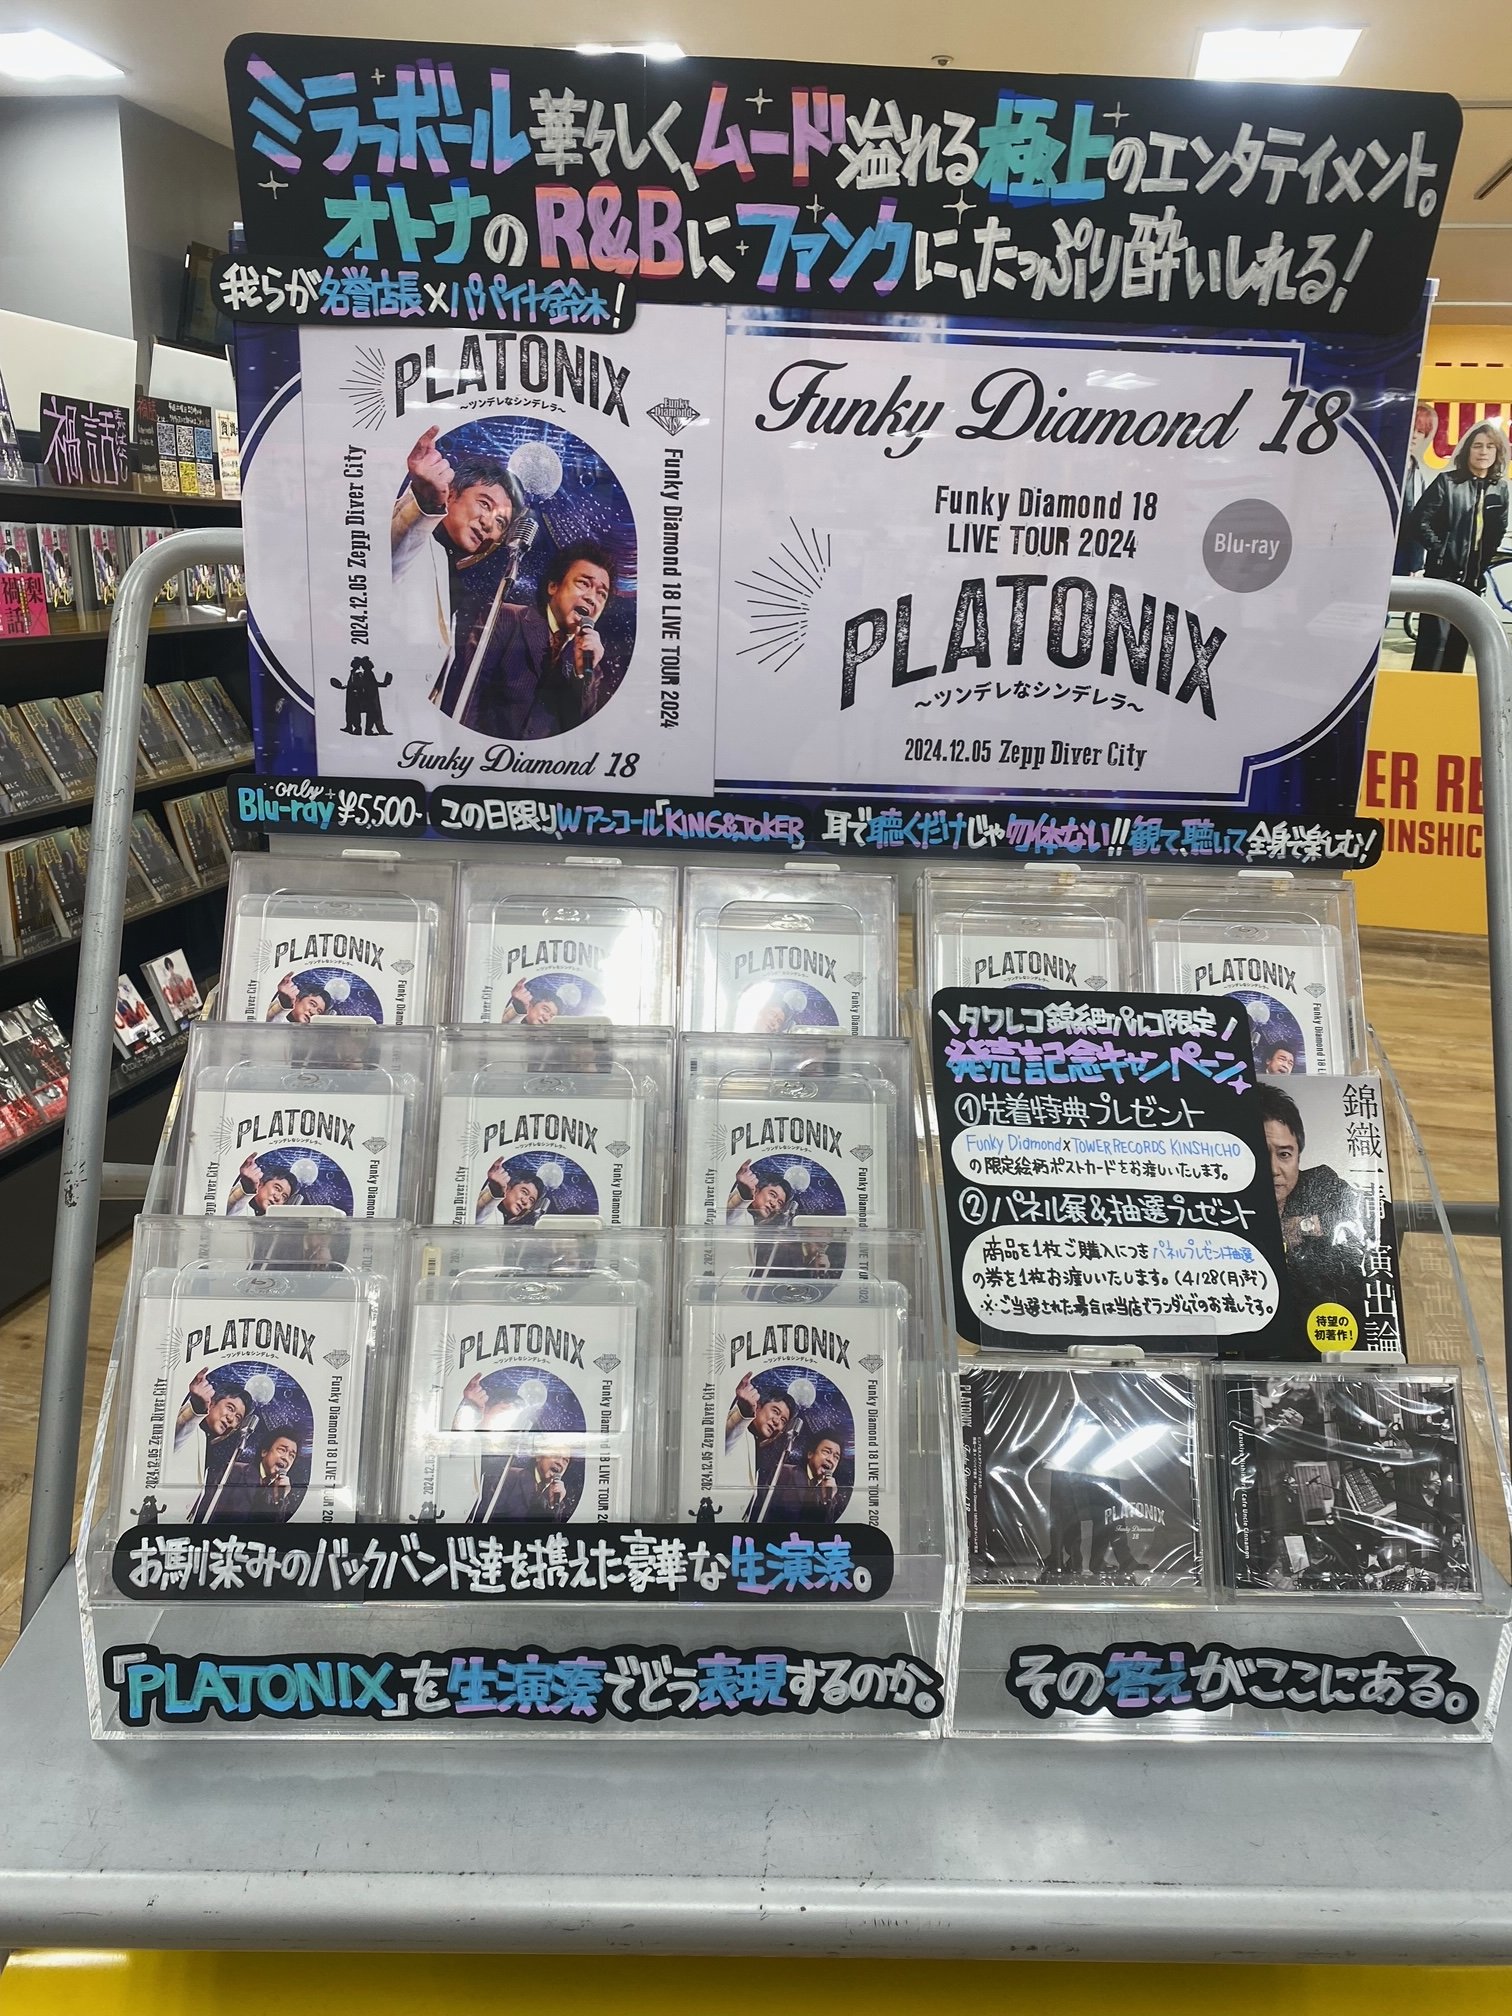 ミラーボール華々しく、ムード溢れる極上のエンタテイメント。
オトナのR&Bにファンクに、たっぷり酔いしれる!
我らが名誉店長×パパイヤ鈴木!
PLATONIX
~ツンデレなシンデレラ~
Funky Diamond
2024.12.05 Zepp Diver City
Funky Diamond 18 LIVE TOUR 2024
Funky Diamond 18
Funky Diamond 18
Funky Diamond 18
LIVE TOUR 2024
Blu-ray
PLATONIX
~ツンデレなシンデレラ~
2024.12.05 Zepp Diver City
only
Blu-ray ¥5,500-
この日限り、Wアンコール「KING&JOKER」
耳で聴くだけじゃ勿体ない!!観て、聴いて全身で楽しむ!
\タワレコ錦糸町パルコ限定/
発売記念キャンペーン
①先着特典プレゼント
Funky Diamond×TOWER RECORDS KINSHICHO
の限定絵柄ポストカードをお渡しいたします。
②パネル展&抽選プレゼント
商品を1枚ご購入につきパネルプレゼント抽選
の券を1枚お渡しいたします。(4/28(月)まで)
※ご当選された場合は当店でランダムでのお渡しです。
錦織一清 演出論
待望の
初著作!
PLATONIX
Funky Diamond
18
お馴染みのバックバンド達を携えた豪華な生演奏。
「PLATONIX」を生演奏でどう表現するのか。
その答えがここにある。
禍話
ER RE
KINSHIC